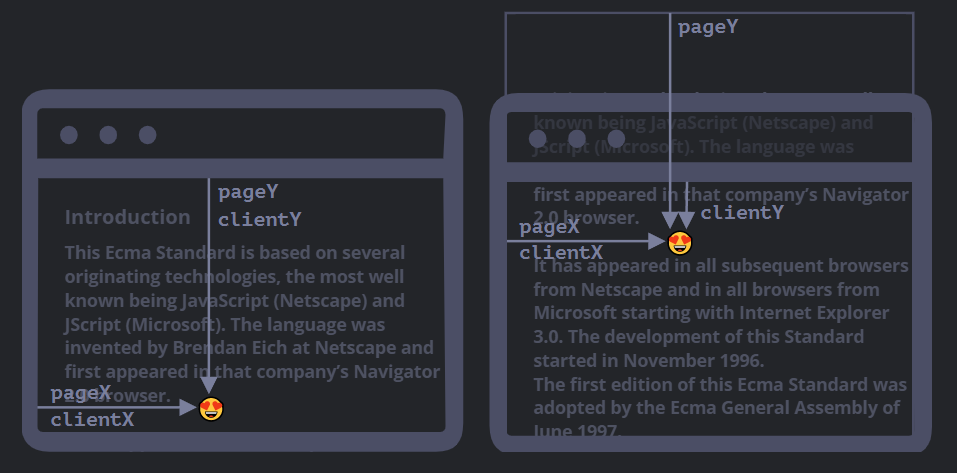 pageY
clientY
Introduction
This Ecma Standard is based on several
originating technologies, the most well
known being JavaScript (Netscape) and
JScript (Microsoft). The language was
invented by Brendan Eich at Netscape and
first appeared in that company’s Navigator
2.0 browser.
pageX
clientX
pageY
known being JavaScript (Netscape) and
JScript (Microsoft). The language was
first appeared in that company’s Navigator
2.0 browser.
clientY
pageX
clientX
It has appeared in all subsequent browsers
from Netscape and in all browsers from
Microsoft starting with Internet Explorer
3.0. The development of this Standard
started in November 1996.
The first edition of this Ecma Standard was
adopted by the Ecma General Assembly of
June 1997.